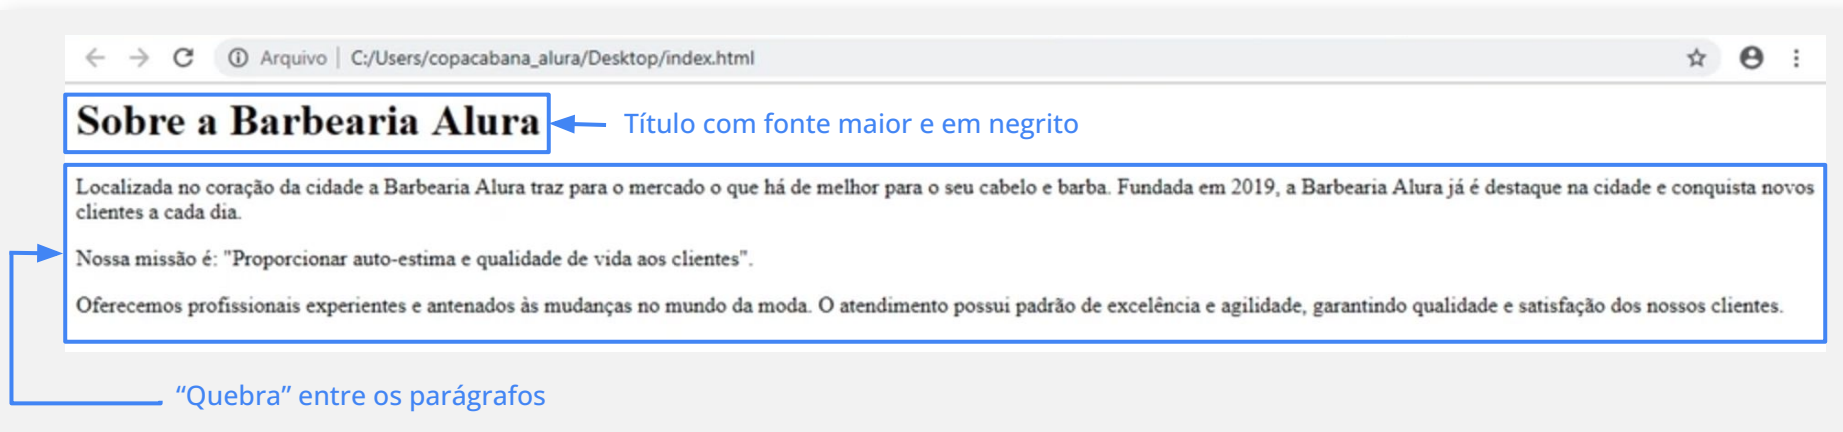 Arquivo | C:/Users/copacabana_alura/Desktop/index.html
Sobre a Barbearia Alura
Título com fonte maior e em negrito
Localizada no coração da cidade a Barbearia Alura traz para o mercado o que há de melhor para o seu cabelo e barba. Fundada em 2019, a Barbearia Alura já é destaque na cidade e conquista novos
clientes a cada dia.
Nossa missão é: "Proporcionar auto-estima e qualidade de vida aos clientes".
Oferecemos profissionais experientes e antenados às mudanças no mundo da moda. O atendimento possui padrão de excelência e agilidade, garantindo qualidade e satisfação dos nossos clientes.
“Quebra” entre os parágrafos